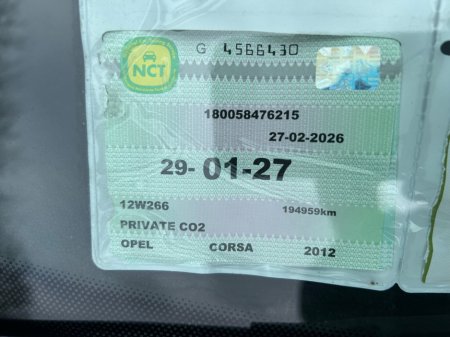 G 4566430
NCT
180058476215
27-02-2026
29-01-27
12W266 194959km
PRIVATE CO2
OPEL CORSA 2012